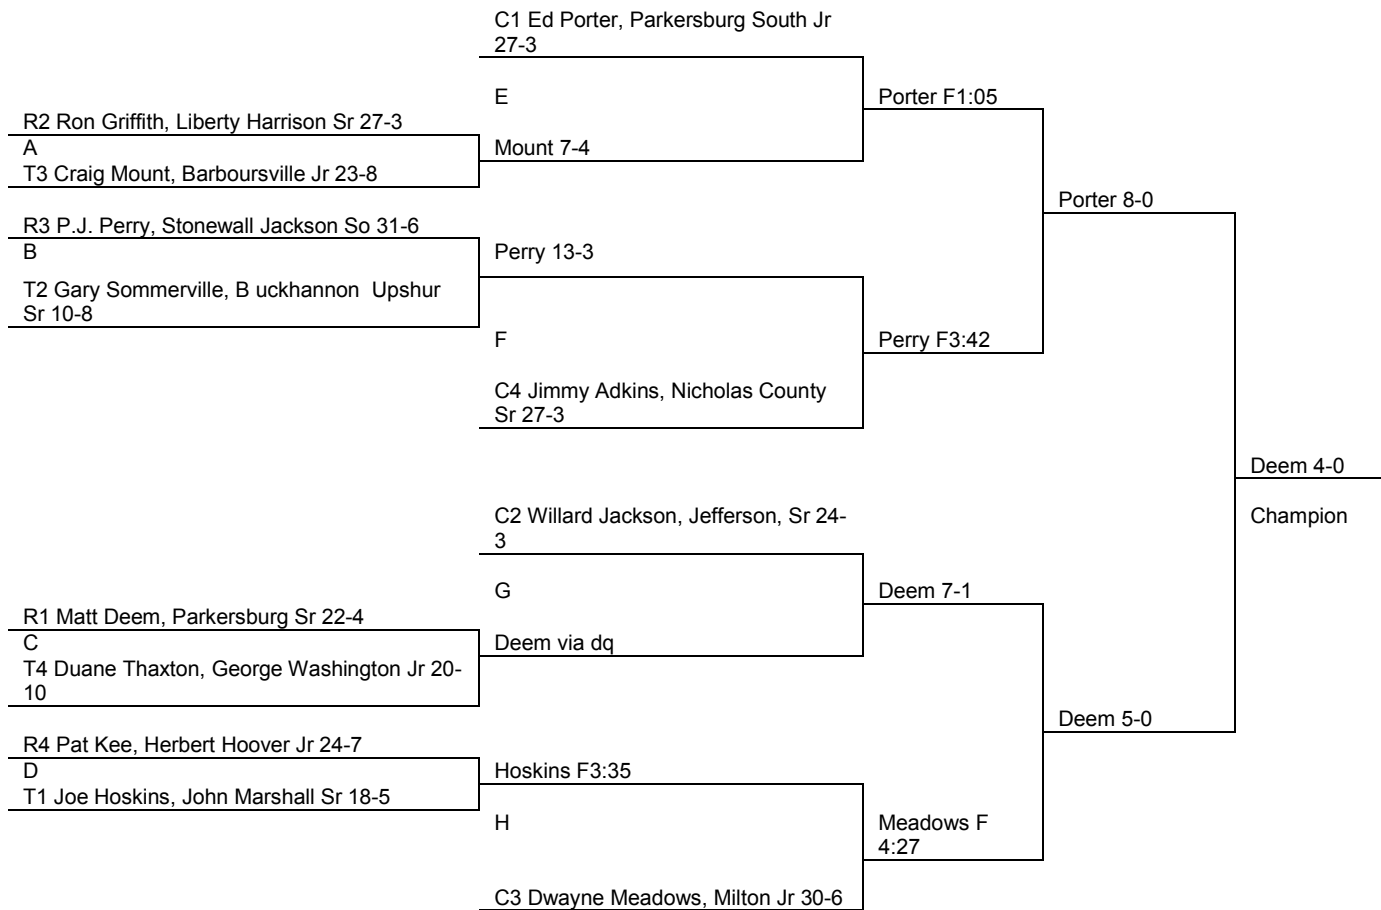 C1 Ed Porter, Parkersburg South Jr
27-3
E
Porter F1:05
R2 Ron Griffith, Liberty Harrison Sr 27-3
A
Mount 7-4
T3 Craig Mount, Barboursville Jr 23-8
Porter 8-0
R3 P.J. Perry, Stonewall Jackson So 31-6
B
Perry 13-3
T2 Gary Sommerville, B uckhannon  Upshur
Sr 10-8
F
Perry F3:42
C4 Jimmy Adkins, Nicholas County
Sr 27-3
Deem 4-0
Champion
C2 Willard Jackson, Jefferson, Sr 24-
3
G
Deem 7-1
R1 Matt Deem, Parkersburg Sr 22-4
C
Deem via dq
T4 Duane Thaxton, George Washington Jr 20-
10
Deem 5-0
R4 Pat Kee, Herbert Hoover Jr 24-7
D
Hoskins F3:35
T1 Joe Hoskins, John Marshall Sr 18-5
H
Meadows F
4:27
C3 Dwayne Meadows, Milton Jr 30-6